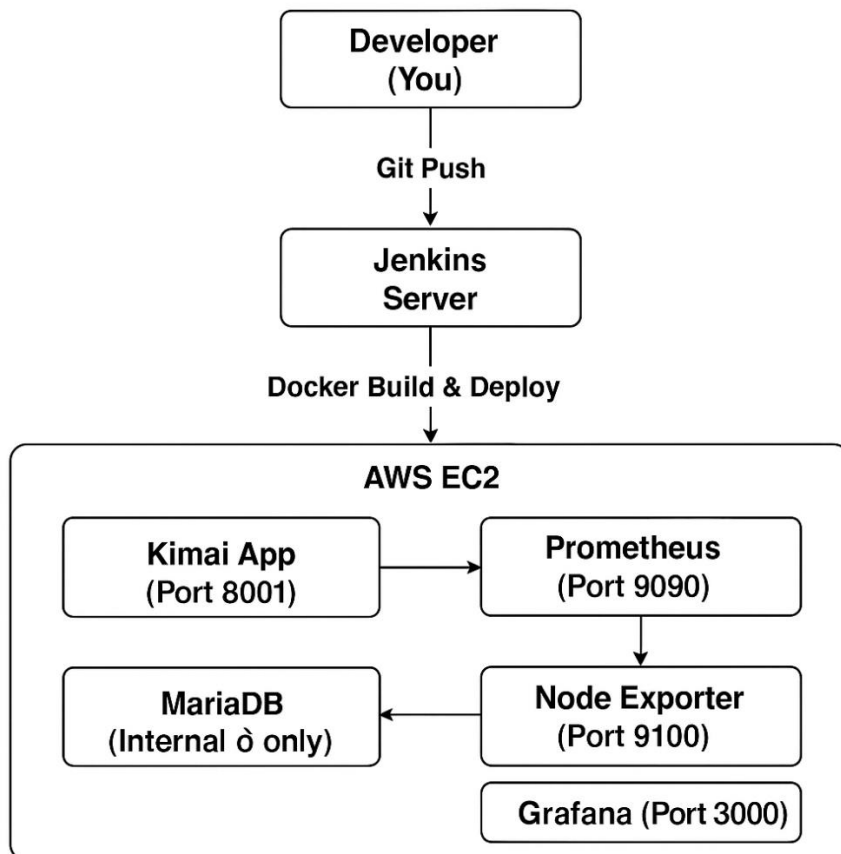 Developer
(You)
Git Push
Jenkins
Server
Docker Build & Deploy
AWS EC2
Kimai App
(Port 8001)
Prometheus
(Port 9090)
MariaDB
(Internal ò only)
Node Exporter
(Port 9100)
Grafana (Port 3000)